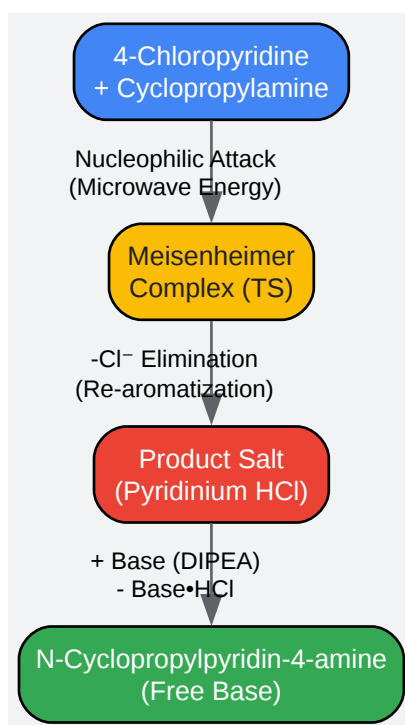 4-Chloropyridine
+ Cyclopropylamine
Nucleophilic Attack
(Microwave Energy)
Meisenheimer
Complex (TS)
-Cl⁻ Elimination
(Re-aromatization)
Product Salt
(Pyridinium HCl)
+ Base (DIPEA)
- Base•HCl
N-Cyclopropylpyridin-4-amine
(Free Base)